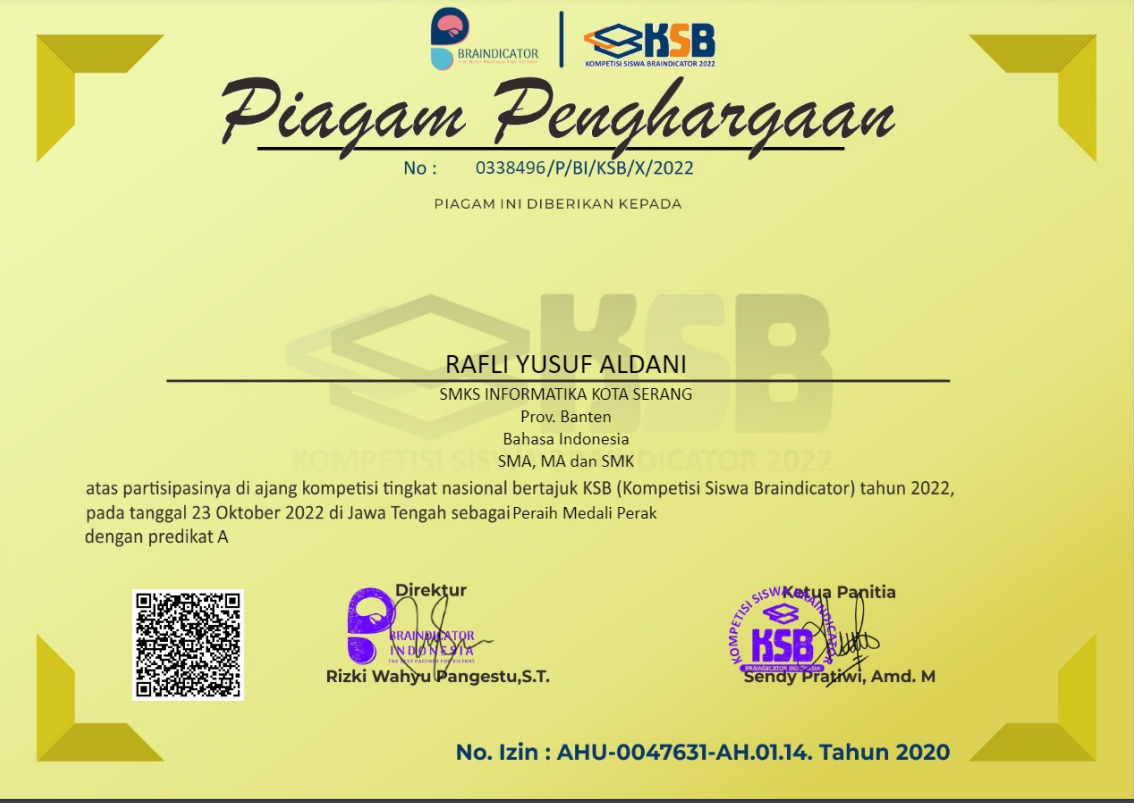 BRAINDICATOR
THE BEST PARTNER FOR VICTORY
KSB
KOMPETISI SISWA BRAINDICATOR 2022
Piagam Penghargaan
No : 0338496/P/BI/KSB/X/2022
PIAGAM INI DIBERIKAN KEPADA
KSB
KOMPETISI SISWA BRAINDICATOR 2022
RAFLI YUSUF ALDANI
SMKS INFORMATIKA KOTA SERANG
Prov. Banten
Bahasa Indonesia
SMA, MA dan SMK
atas partisipasinya di ajang kompetisi tingkat nasional bertajuk KSB (Kompetisi Siswa Braindicator) tahun 2022,
pada tanggal 23 Oktober 2022 di Jawa Tengah sebagai Peraih Medali Perak
dengan predikat A
Direktur
BRAINDICATOR
INDONESIA
THE BEST PARTNER FOR VICTORY
Rizki Wahyu Pangestu,S.T.
Ketua Panitia
KOMPETISI SISWA BRAINDICATOR
KSB
BRAINDICATOR INDONESIA
Sendy Pratiwi, Amd. M
No. Izin : AHU-0047631-AH.01.14. Tahun 2020